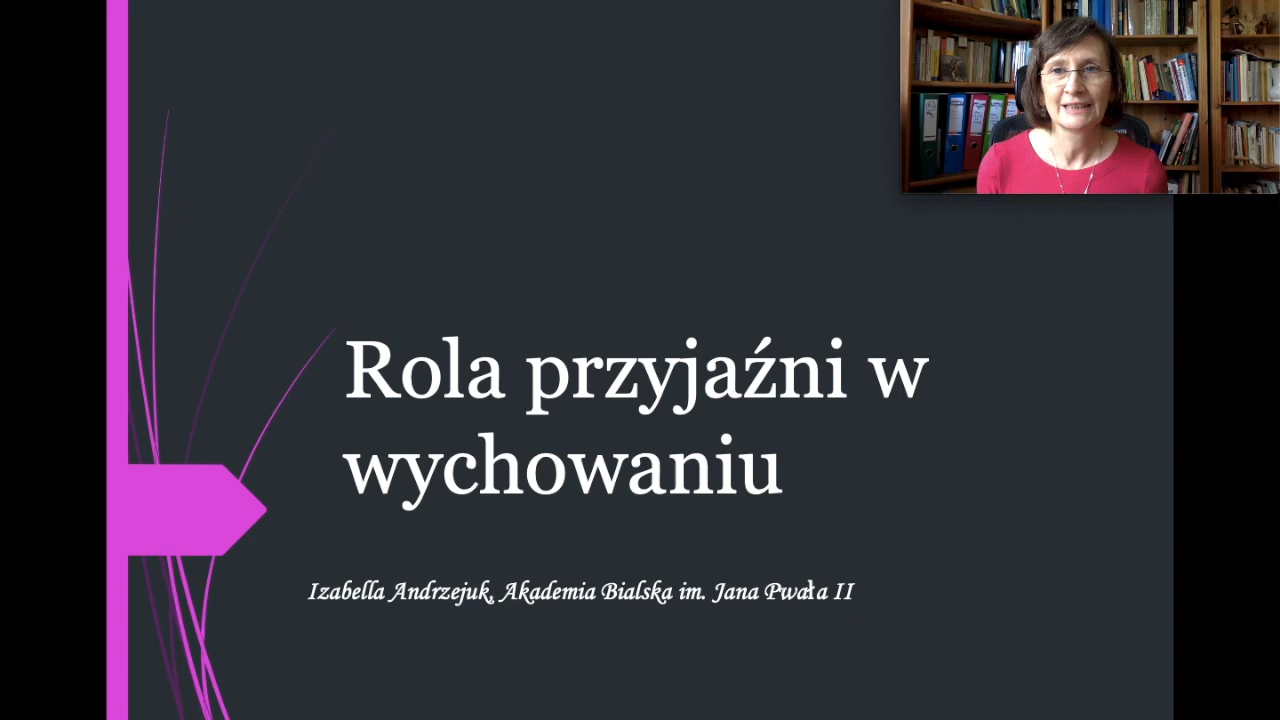 Rola przyjaźni w
wychowaniu
Izabella Andrzejuk, Akademia Bialska im. Jana Pwała II